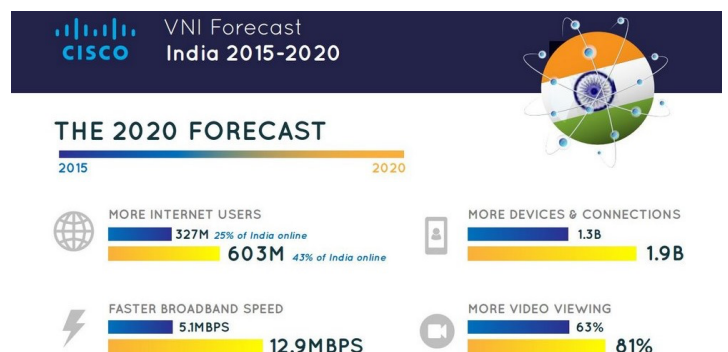 CISCO
VNI Forecast
India 2015-2020
THE 2020 FORECAST
2015
2020
MORE INTERNET USERS
327M 25% of India online
603M 43% of India online
MORE DEVICES & CONNECTIONS
1.3B
1.9B
FASTER BROADBAND SPEED
5.1MBPS
12.9MBPS
MORE VIDEO VIEWING
63%
81%